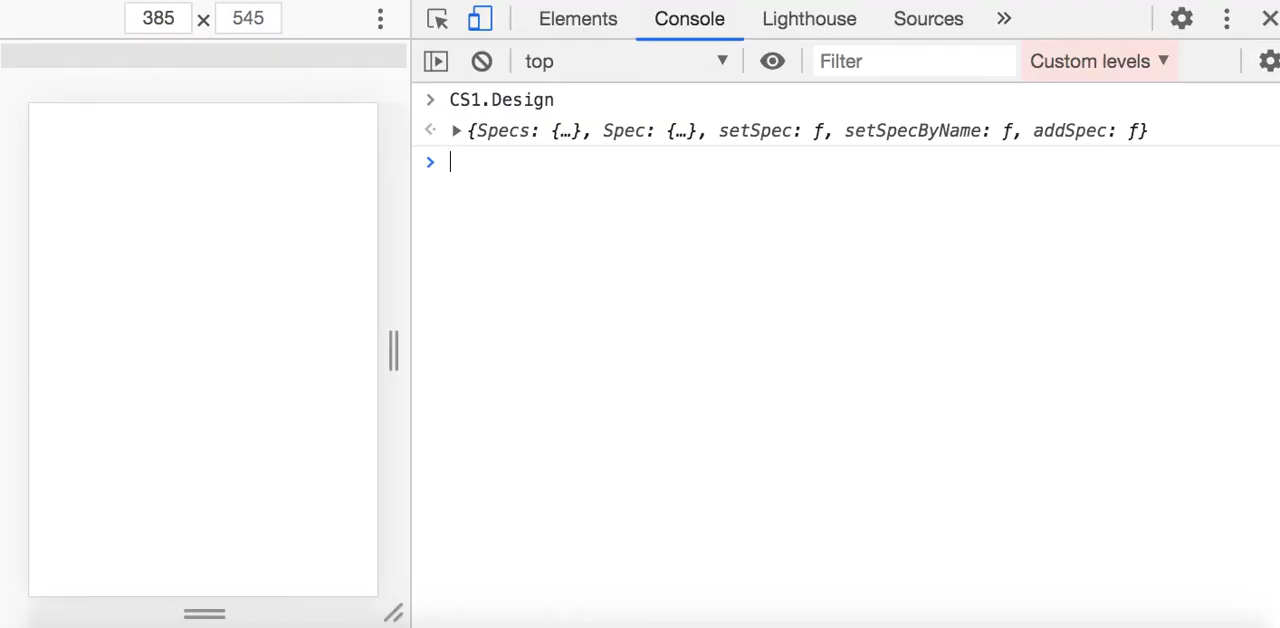 385 × 545
Elements Console Lighthouse Sources »
top Filter Custom levels
CS1.Design
{Specs: {…}, Spec: {…}, setSpec: ƒ, setSpecByName: ƒ, addSpec: ƒ}